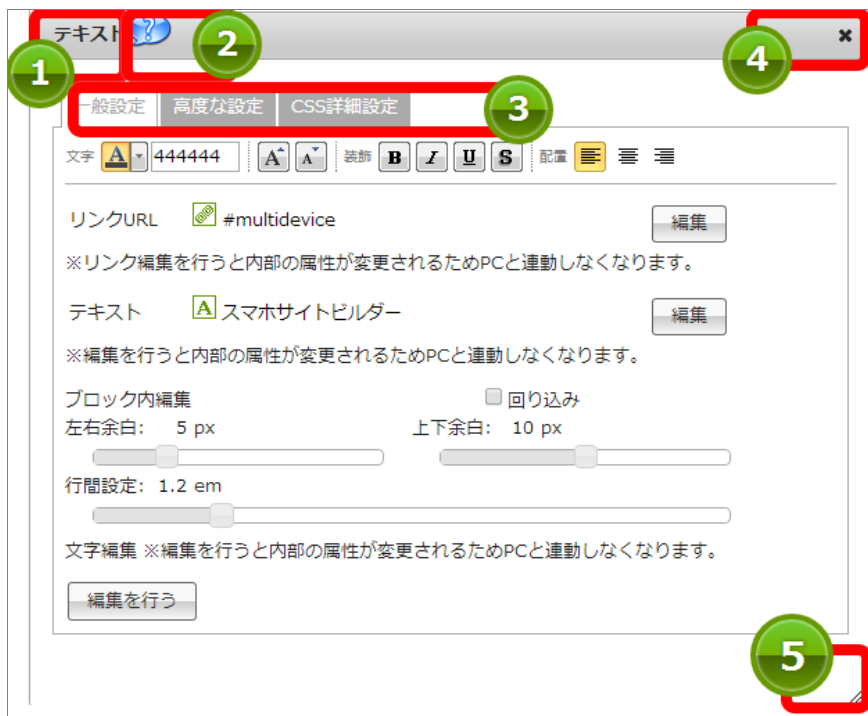 テキスト ?
1
2
4
一般設定 高度な設定 CSS詳細設定
3
文字 A 444444 A A 装飾 B I U S 配置
リンクURL #multidevice 編集
※リンク編集を行うと内部の属性が変更されるためPCと連動しなくなります。
テキスト A スマホサイトビルダー 編集
※編集を行うと内部の属性が変更されるためPCと連動しなくなります。
ブロック内編集 回り込み
左右余白: 5 px 上下余白: 10 px
行間設定: 1.2 em
文字編集 ※編集を行うと内部の属性が変更されるためPCと連動しなくなります。
編集を行う
5